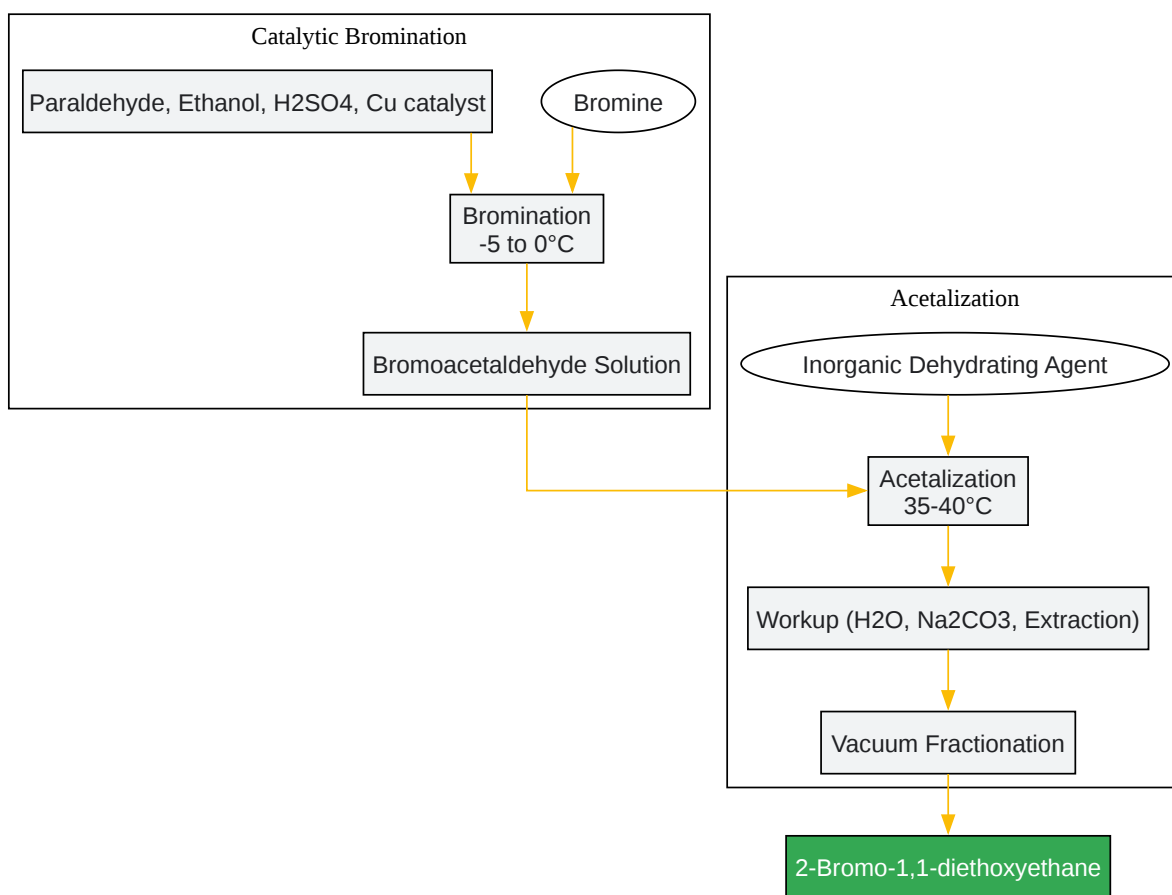 Catalytic Bromination
Paraldehyde, Ethanol, H2SO4, Cu catalyst
Bromine
Bromination
-5 to 0°C
Bromoacetaldehyde Solution
Acetalization
Inorganic Dehydrating Agent
Acetalization
35-40°C
Workup (H2O, Na2CO3, Extraction)
Vacuum Fractionation
2-Bromo-1,1-diethoxyethane